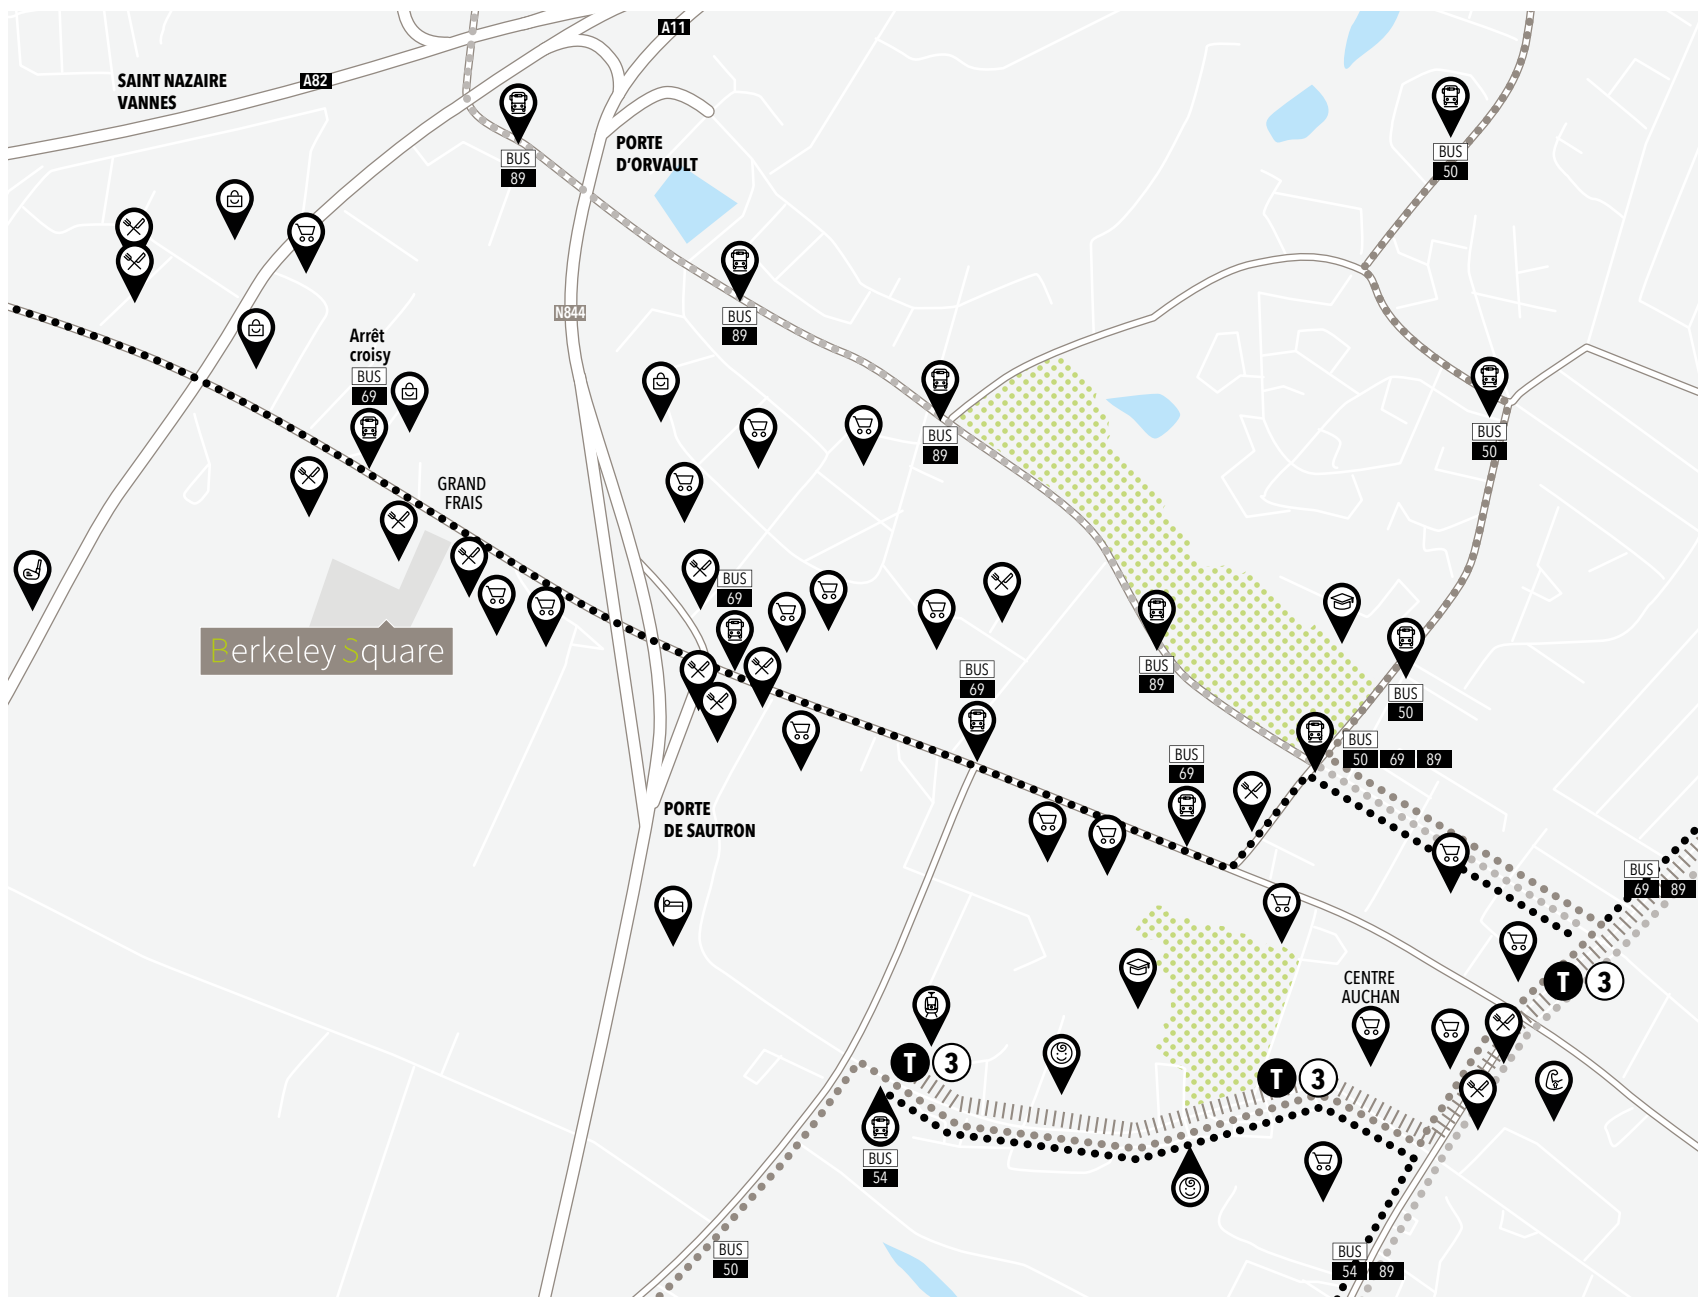 A11
SAINT NAZAIRE
VANNES
A82
PORTE
D'ORVAULT
BUS
89
BUS
50
N844
BUS
89
Arrêt
croisy
BUS
69
BUS
89
BUS
50
GRAND
FRAIS
BUS
69
Berkeley Square
BUS
69
BUS
89
BUS
50
BUS
50 69 89
BUS
69
PORTE
DE SAUTRON
BUS
69 89
CENTRE
AUCHAN
T 3
T 3
T 3
BUS
54
BUS
50
BUS
54 89